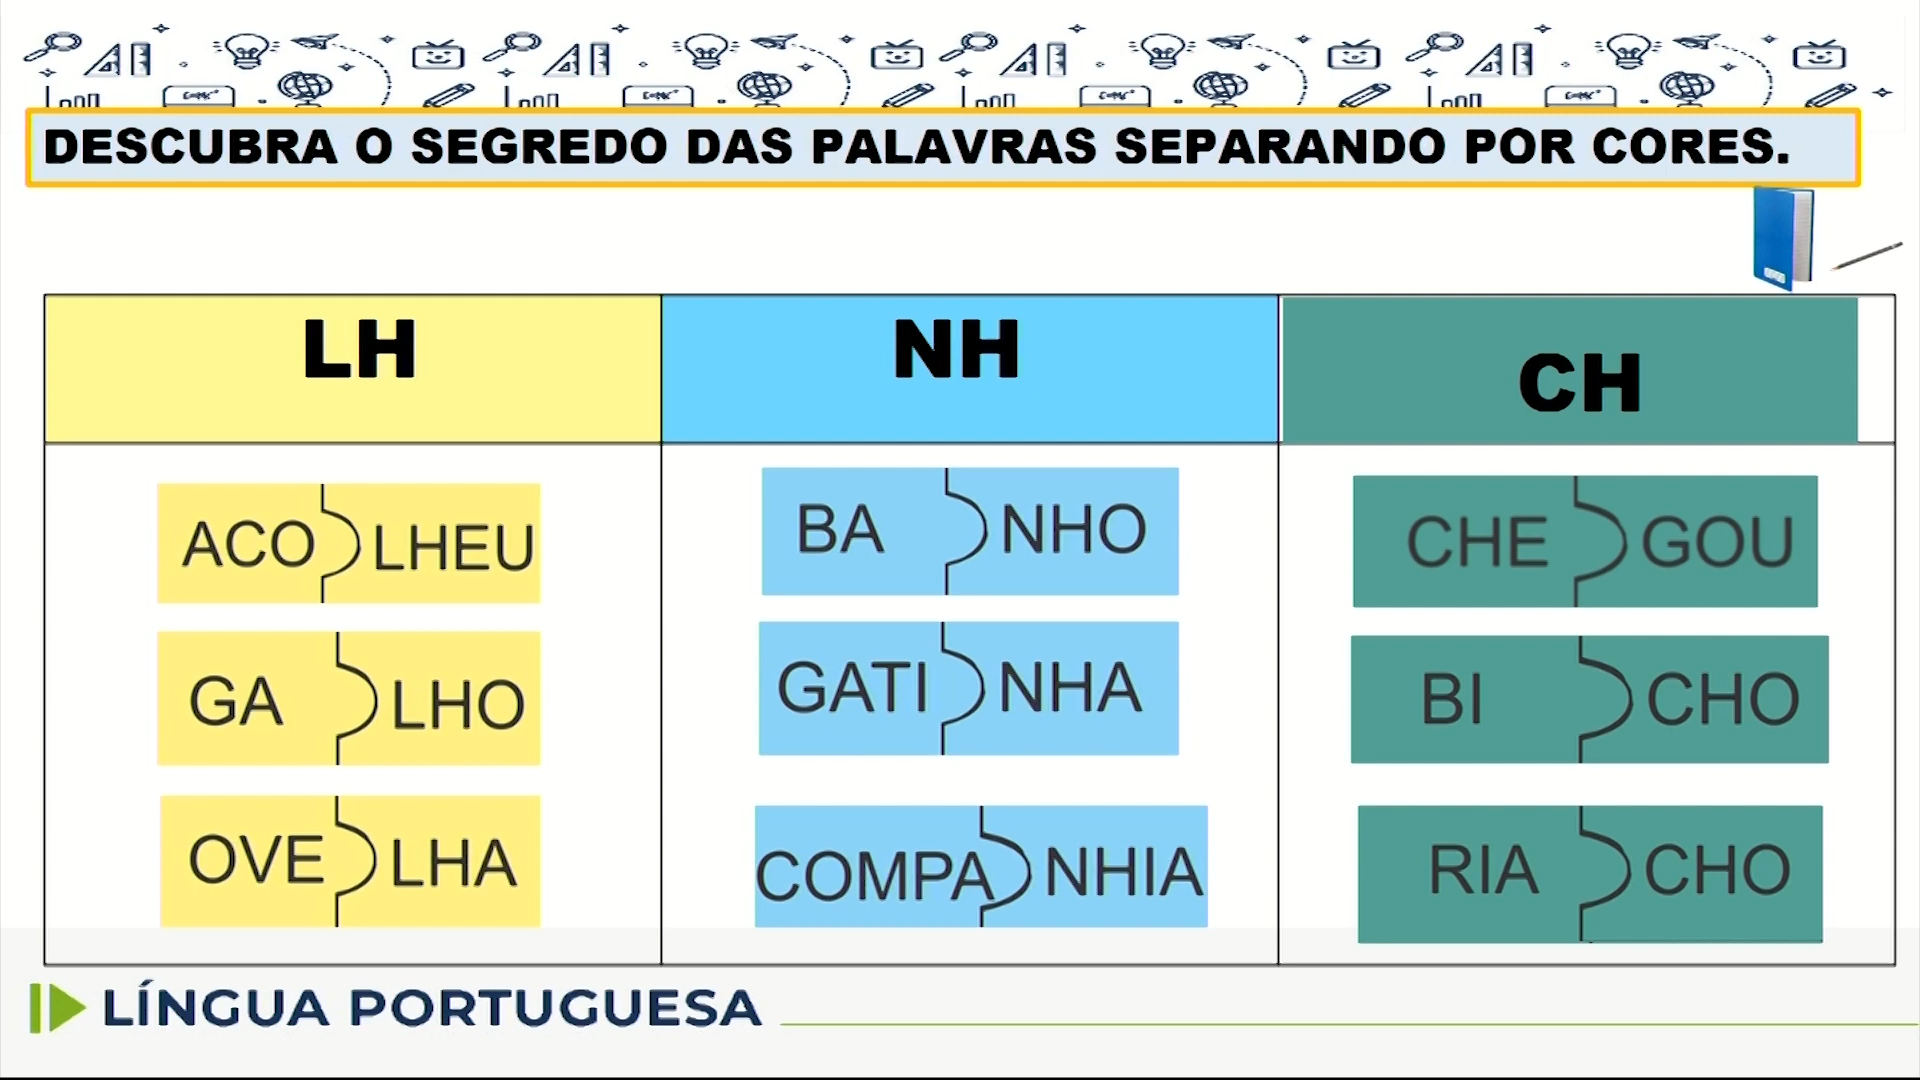 DESCUBRA O SEGREDO DAS PALAVRAS SEPARANDO POR CORES.
LH
NH
CH
ACO LHEU
GA LHO
OVE LHA
BA NHO
GATI NHA
COMPA NHIA
CHE GOU
BI CHO
RIA CHO
LÍNGUA PORTUGUESA